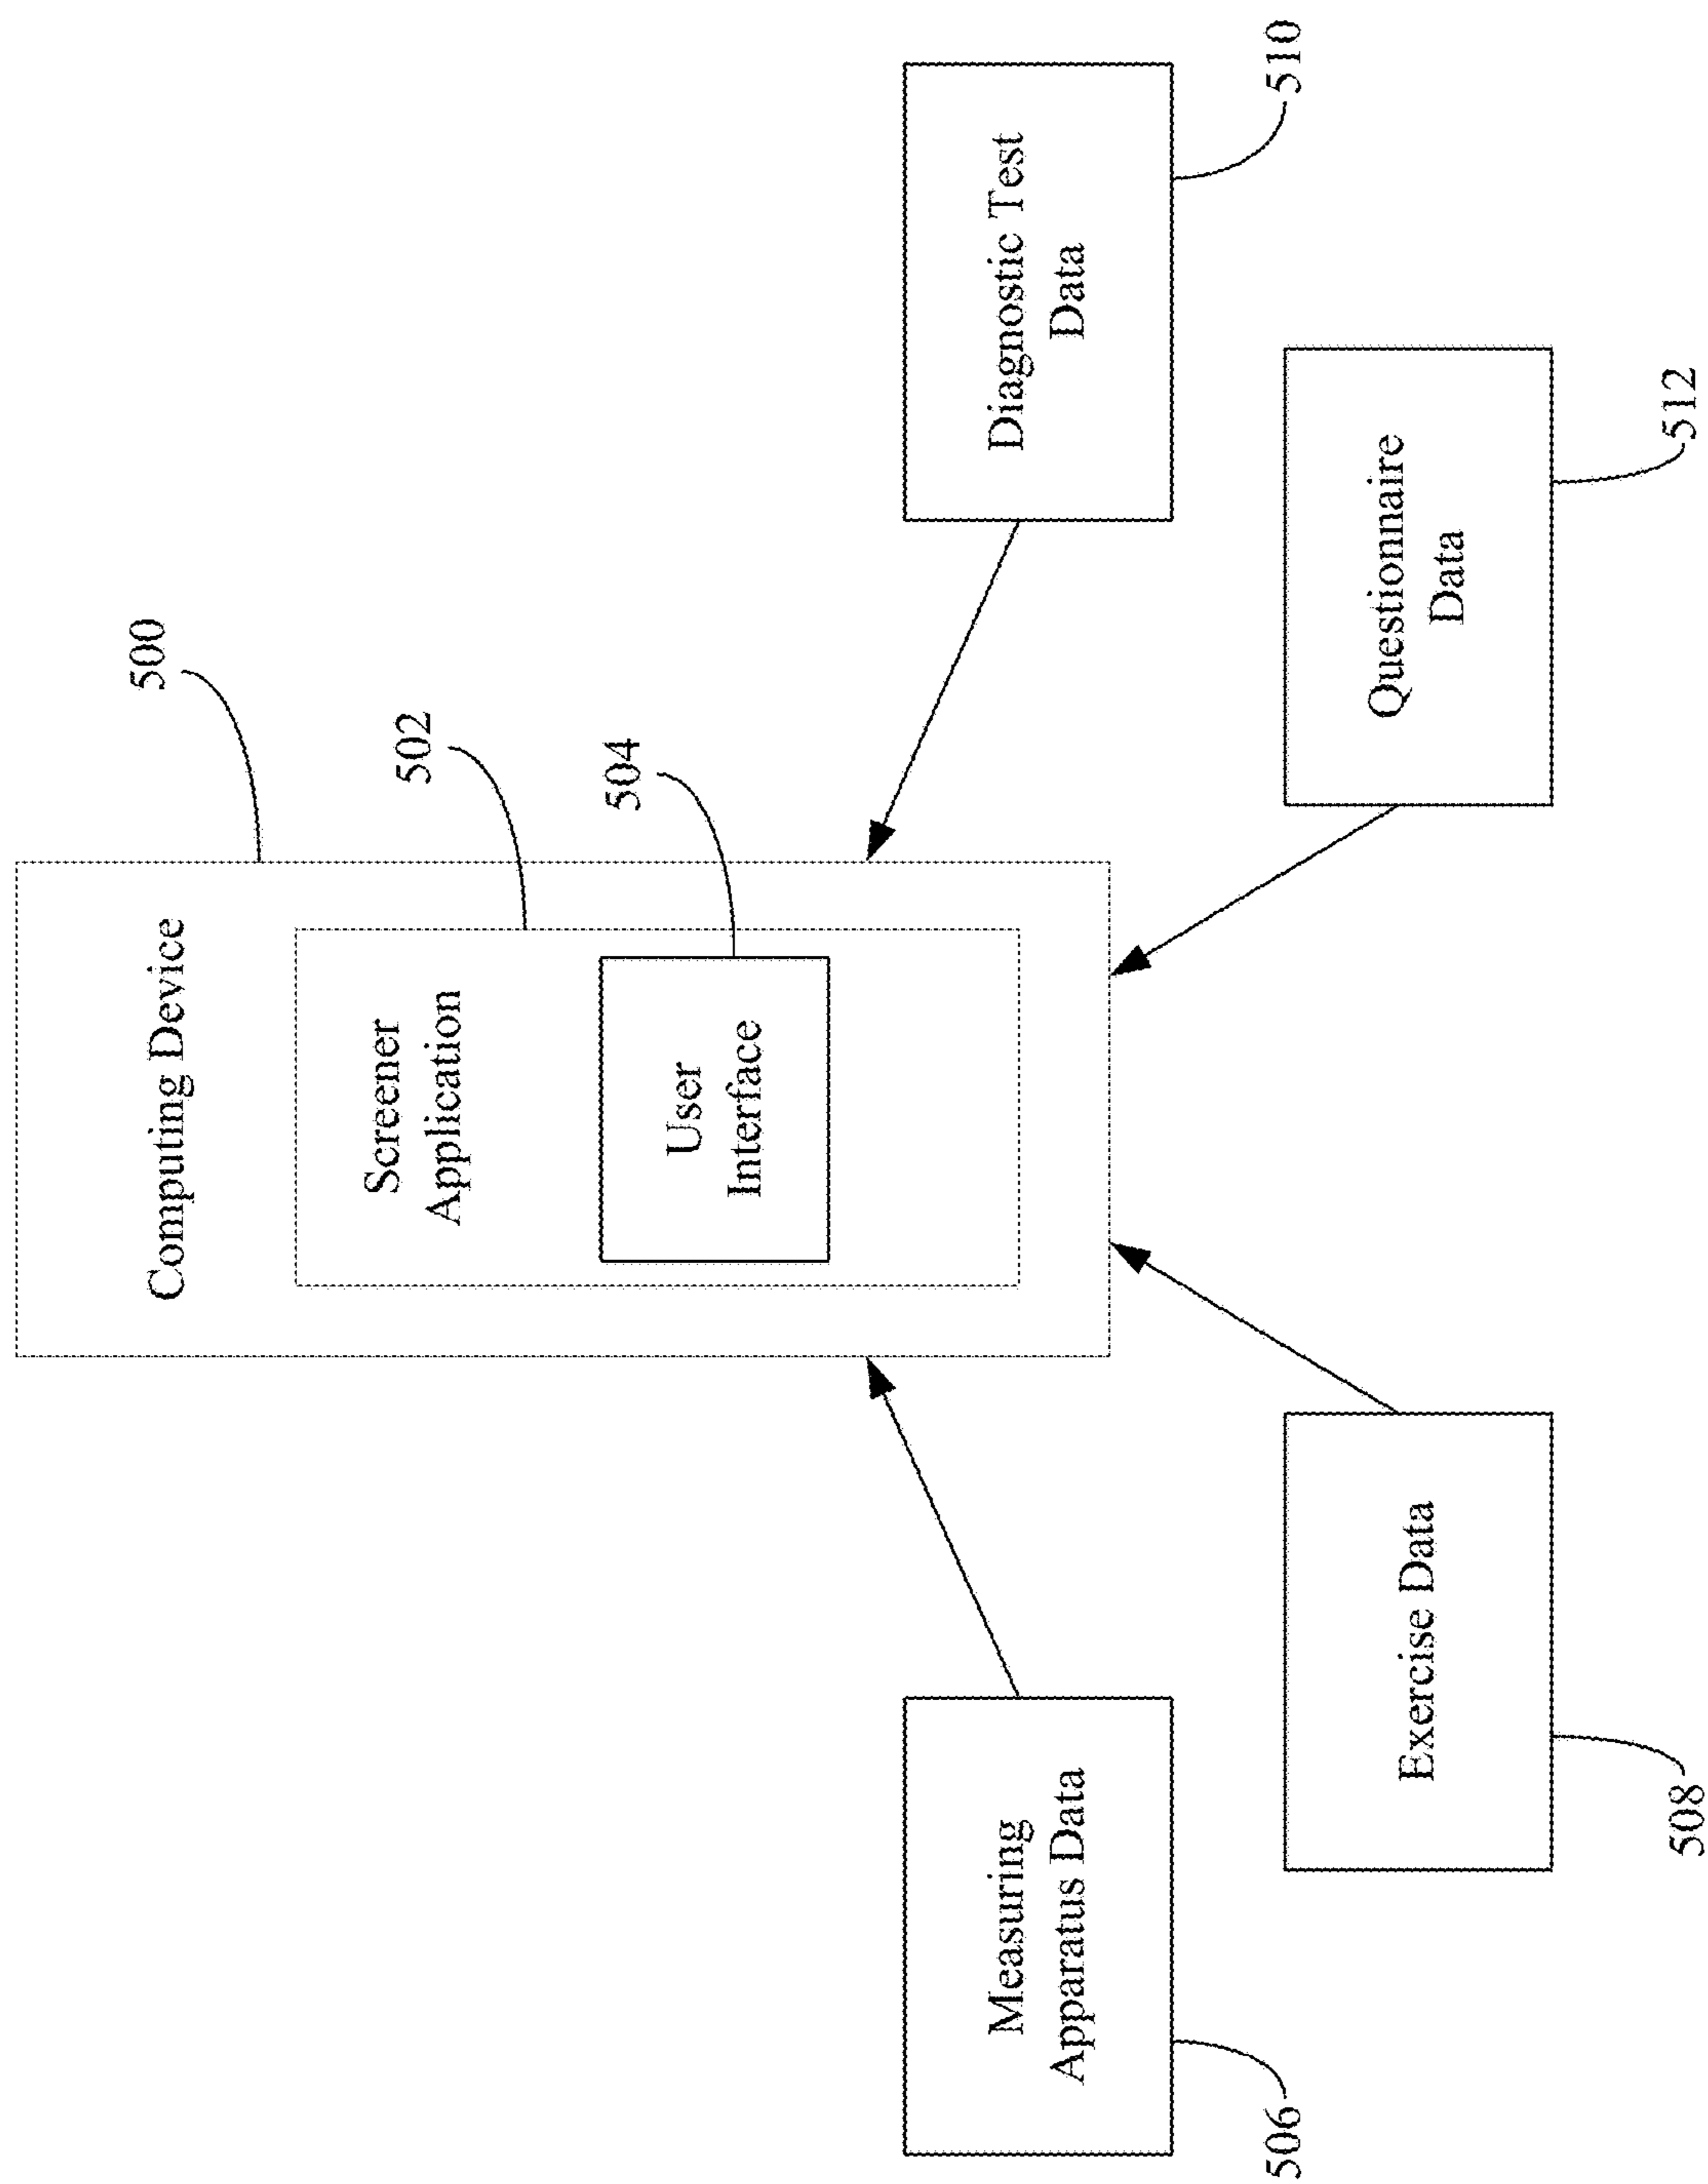 500
Computing Device
502
Screener
Application
504
User
Interface
Measuring
Apparatus Data
506
Diagnostic Test
Data
510
Exercise Data
508
Questionnaire
Data
512